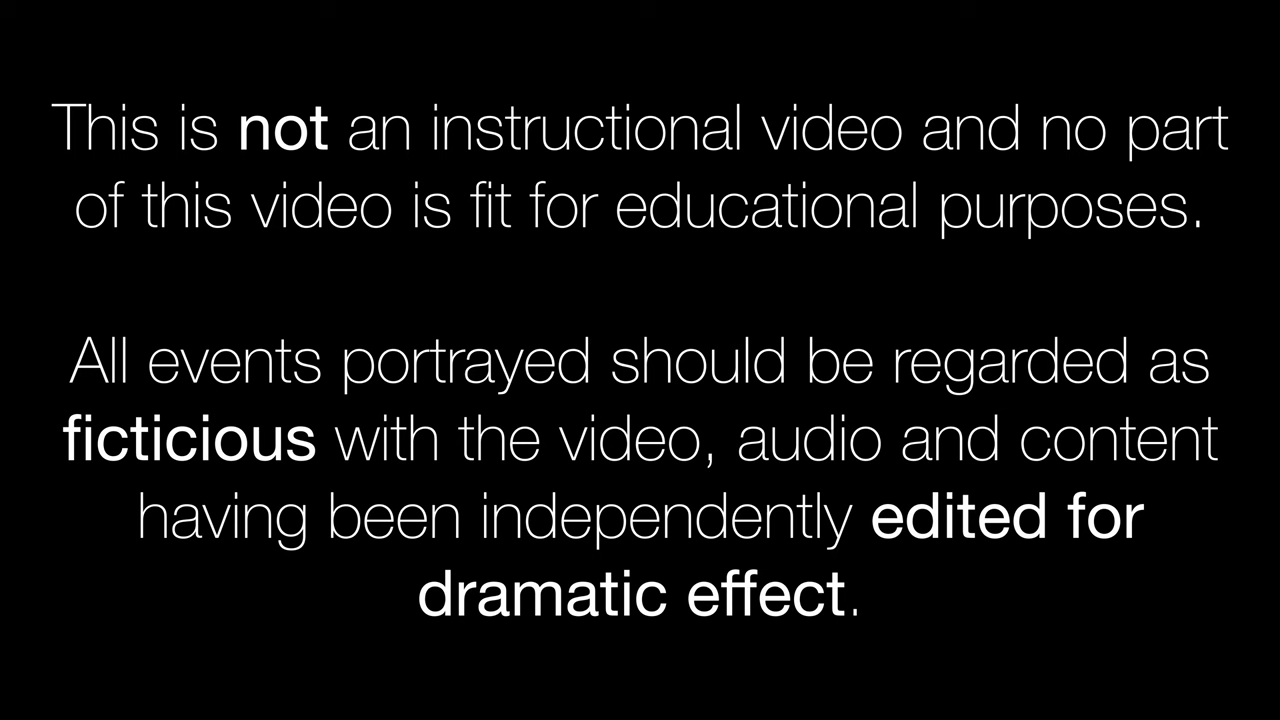 This is not an instructional video and no part
of this video is fit for educational purposes.
All events portrayed should be regarded as
ficticious with the video, audio and content
having been independently edited for
dramatic effect.